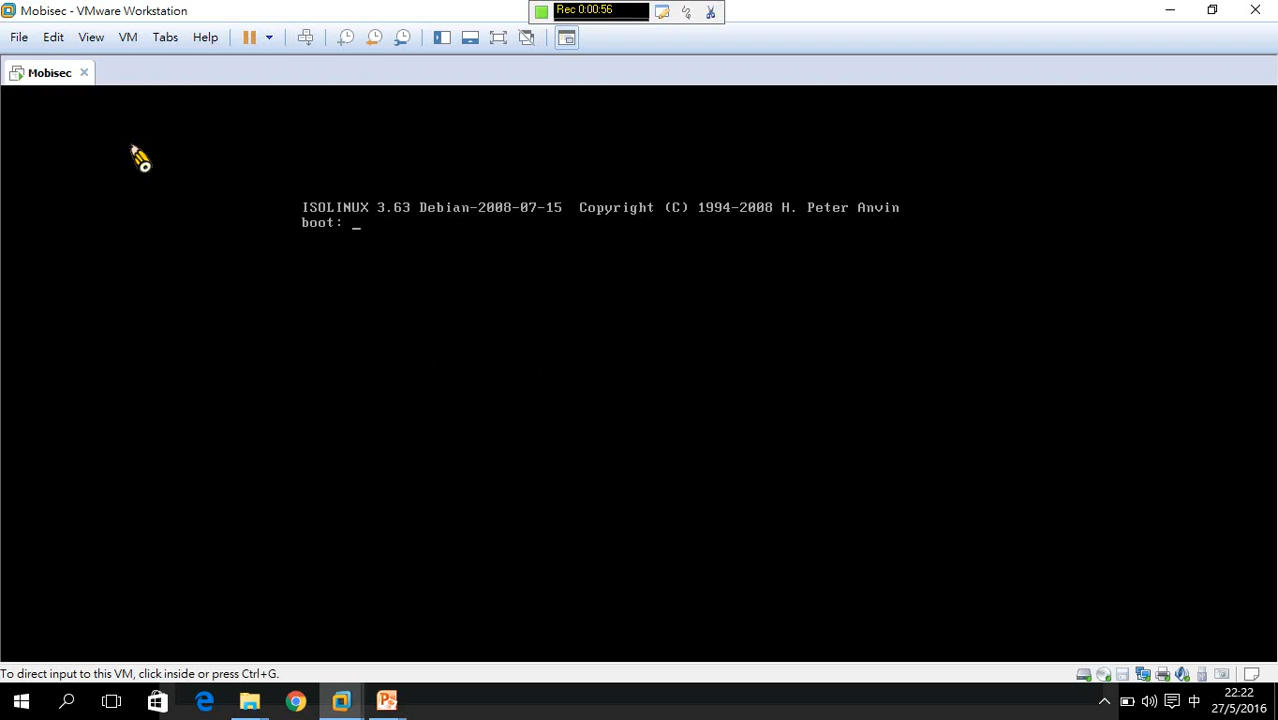 Mobisec - VMware Workstation
Rec 0:00:56
File Edit View VM Tabs Help
Mobisec
ISOLINUX 3.63 Debian-2008-07-15 Copyright (C) 1994-2008 H. Peter Anvin
boot: _
To direct input to this VM, click inside or press Ctrl+G.
中
22:22
27/5/2016